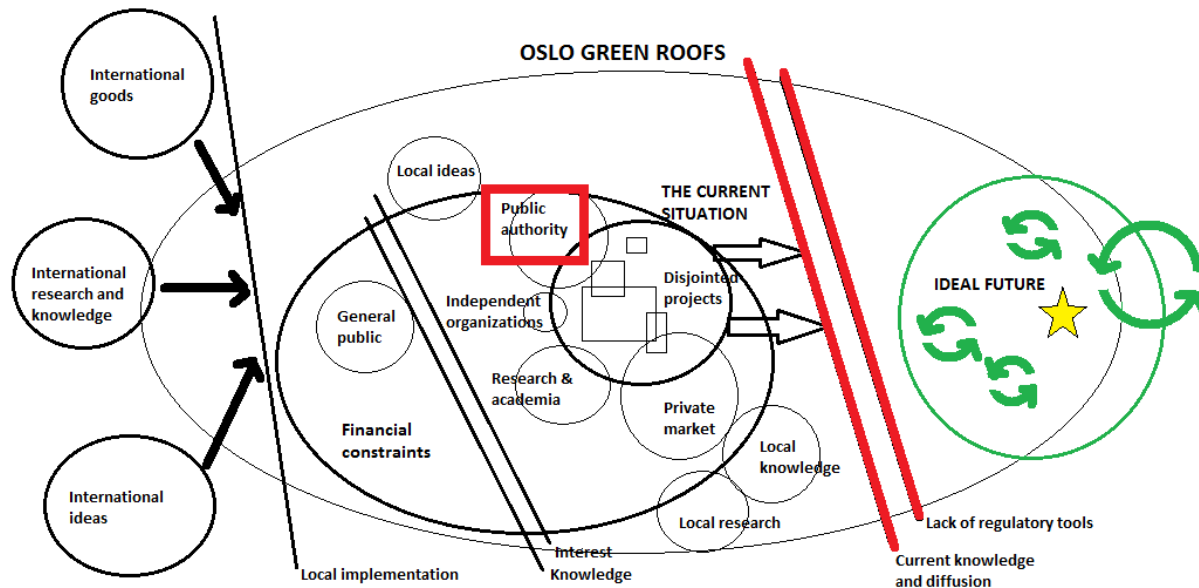 OSLO GREEN ROOFS
International
goods
Local ideas
Public
authority
THE CURRENT
SITUATION
International
research and
knowledge
General
public
Independent
organizations
Disjointed
projects
IDEAL FUTURE
Research &
academia
Private
market
Financial
constraints
Local
knowledge
International
ideas
Local research
Lack of regulatory tools
Interest
Knowledge
Local implementation
Current knowledge
and diffusion